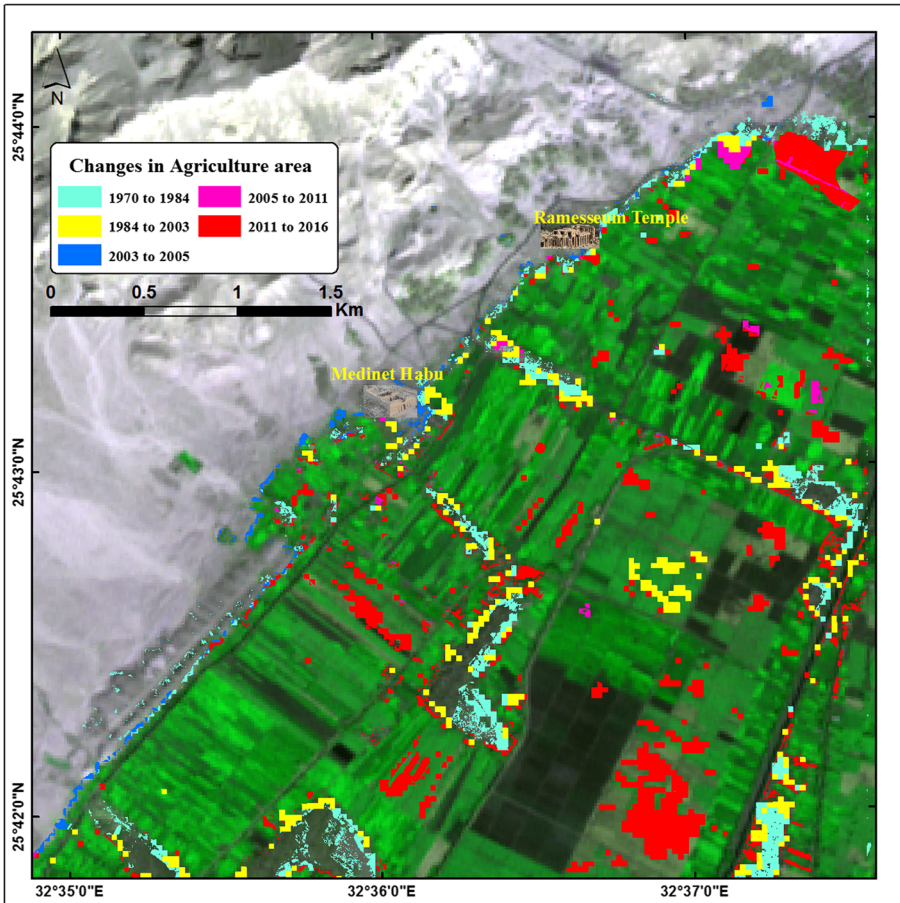 N
25°44'0"N
Changes in Agriculture area
1970 to 1984
2005 to 2011
1984 to 2003
2011 to 2016
2003 to 2005
Ramesseum Temple
0 0.5 1 1.5
Km
Medinet Habu
25°43'0"N
25°42'0"N
32°35'0"E 32°36'0"E 32°37'0"E